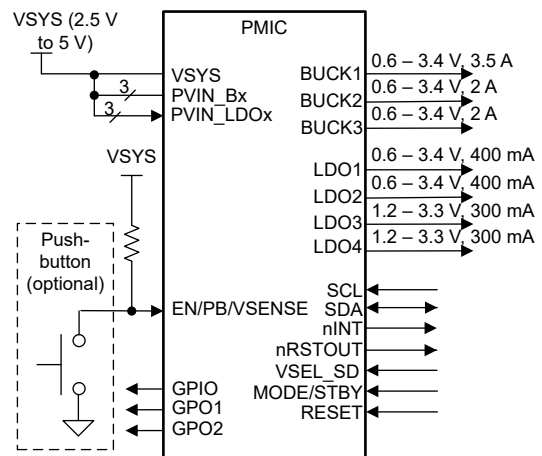 VSYS (2.5 V
to 5 V)
PMIC
VSYS
3
PVIN_Bx
3
PVIN_LDOx
VSYS
Push-
button
(optional)
EN/PB/VSENSE
GPIO
GPO1
GPO2
BUCK1
0.6 – 3.4 V, 3.5 A
BUCK2
0.6 – 3.4 V, 2 A
BUCK3
0.6 – 3.4 V, 2 A
LDO1
0.6 – 3.4 V, 400 mA
LDO2
0.6 – 3.4 V, 400 mA
LDO3
1.2 – 3.3 V, 300 mA
LDO4
1.2 – 3.3 V, 300 mA
SCL
SDA
nINT
nRSTOUT
VSEL_SD
MODE/STBY
RESET